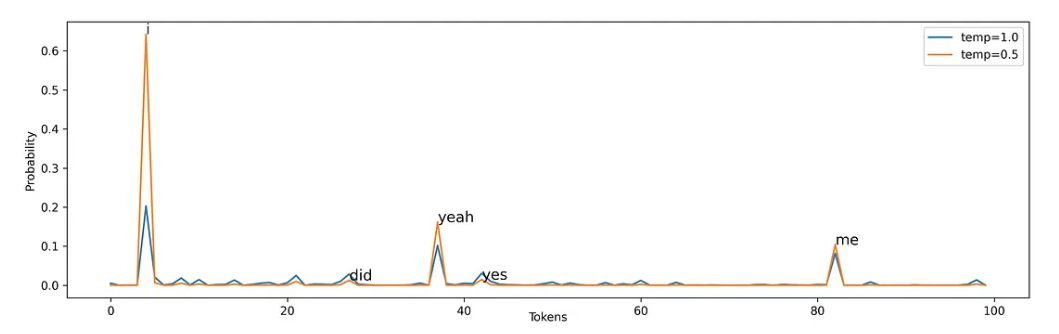 i
temp=1.0
temp=0.5
0.6
0.5
0.4
0.3
0.2
0.1
0.0
Probability
yeah
did
yes
me
0 20 40 60 80 100
Tokens